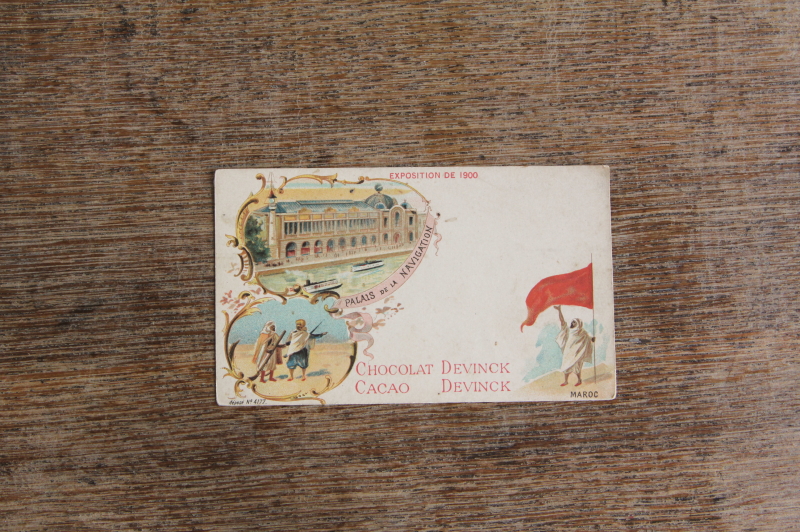 EXPOSITION DE 1900
PALAIS DE LA NAVIGATION
CHOCOLAT DEVINCK
CACAO DEVINCK
MAROC